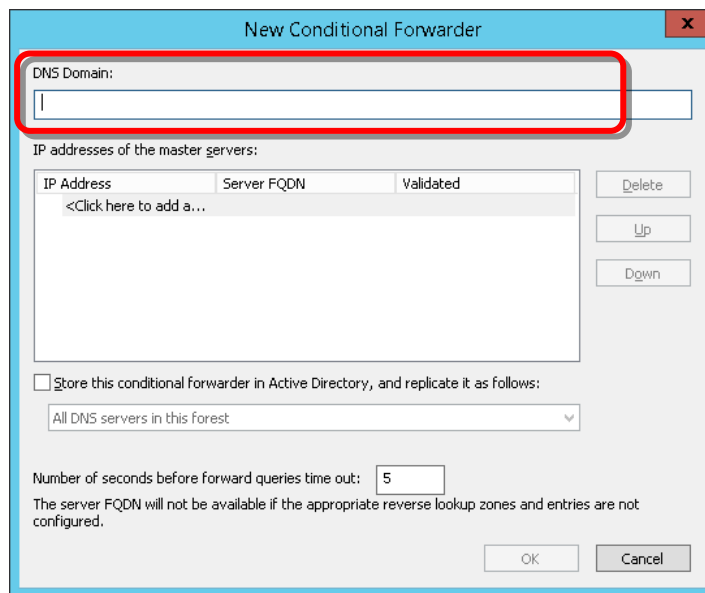 New Conditional Forwarder
x
DNS Domain:
IP addresses of the master servers:
IP Address Server FQDN Validated
<Click here to add a...
Delete
Up
Down
Store this conditional forwarder in Active Directory, and replicate it as follows:
All DNS servers in this forest
Number of seconds before forward queries time out: 5
The server FQDN will not be available if the appropriate reverse lookup zones and entries are not
configured.
OK Cancel